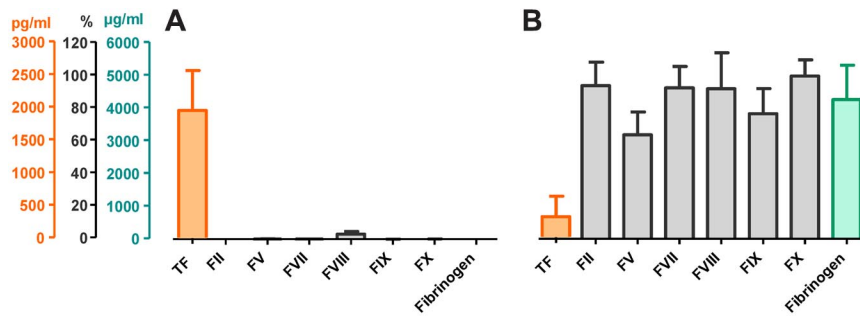 pg/ml % µg/ml A B
3000 120 6000
2500 100 5000
2000 80 4000
1500 60 3000
1000 40 2000
500 20 1000
0 0 0
TF FII FV FVII FVIII FIX FX Fibrinogen
TF FII FV FVII FVIII FIX FX Fibrinogen